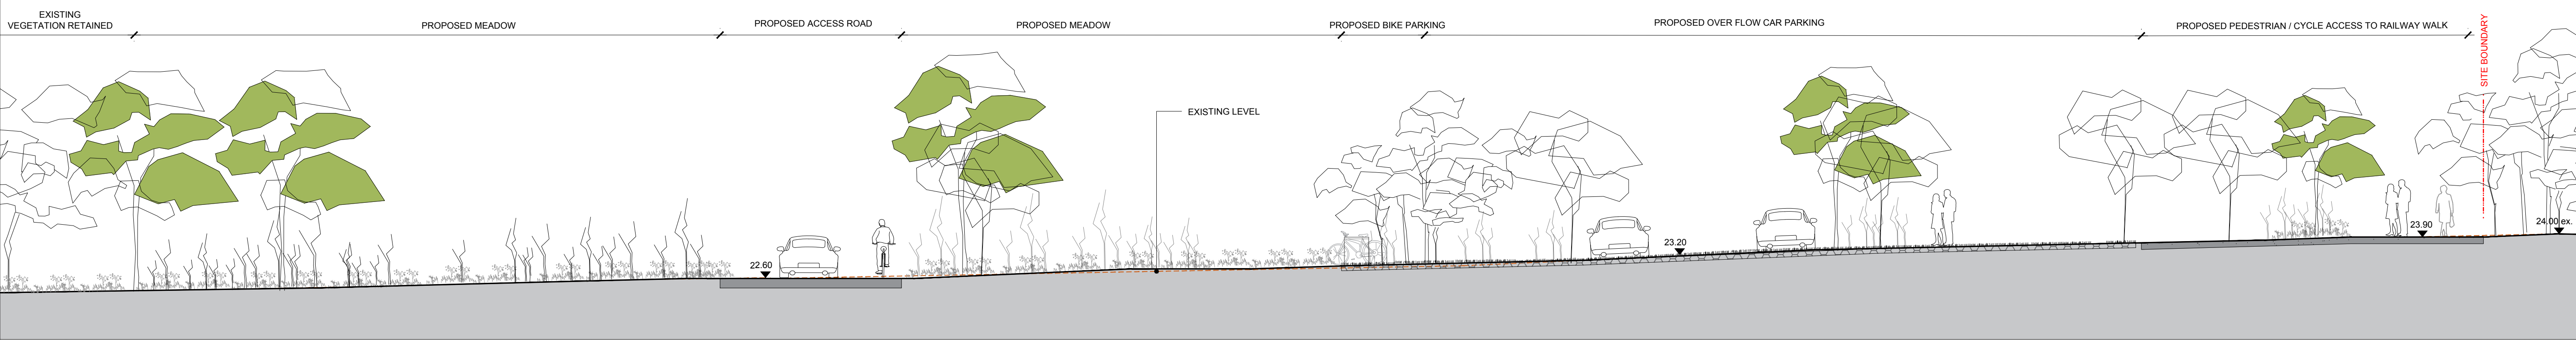 EXISTING
VEGETATION RETAINED
PROPOSED MEADOW
PROPOSED ACCESS ROAD
PROPOSED MEADOW
PROPOSED BIKE PARKING
PROPOSED OVER FLOW CAR PARKING
PROPOSED PEDESTRIAN / CYCLE ACCESS TO RAILWAY WALK
SITE BOUNDARY
EXISTING LEVEL
22.60
23.20
23.90
24.00 ex.